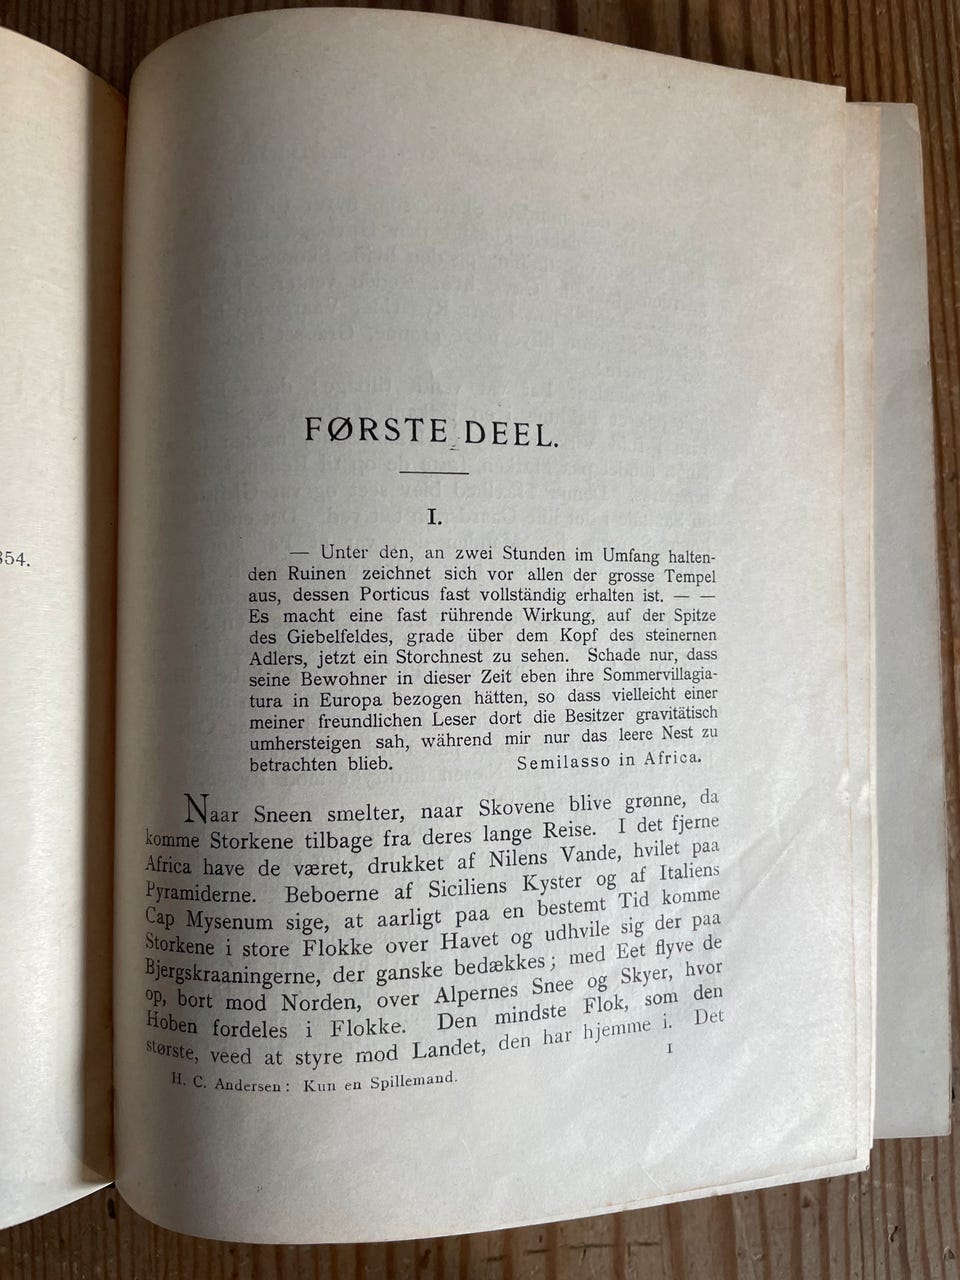 854.
FØRSTE DEEL.
I.
— Unter den, an zwei Stunden im Umfang halten-
den Ruinen zeichnet sich vor allen der grosse Tempel
aus, dessen Porticus fast vollständig erhalten ist. — —
Es macht eine fast rührende Wirkung, auf der Spitze
des Giebelfeldes, grade über dem Kopf des steinernen
Adlers, jetzt ein Storchnest zu sehen. Schade nur, dass
seine Bewohner in dieser Zeit eben ihre Sommervillagia-
tura in Europa bezogen hätten, so dass vielleicht einer
meiner freundlichen Leser dort die Besitzer gravitätisch
umhersteigen sah, während mir nur das leere Nest zu
betrachten blieb. Semilasso in Africa.
Naar Sneen smelter, naar Skovene blive grønne, da
komme Storkene tilbage fra deres lange Reise. I det fjerne
Africa have de været, drukket af Nilens Vande, hvilet paa
Pyramiderne. Beboerne af Siciliens Kyster og af Italiens
Cap Mysenum sige, at aarligt paa en bestemt Tid komme
Storkene i store Flokke over Havet og udhvile sig der paa
Bjergskraaningerne, der ganske bedækkes; med Eet flyve de
op, bort mod Norden, over Alpernes Snee og Skyer, hvor
Hoben fordeles i Flokke. Den mindste Flok, som den
største, veed at styre mod Landet, den har hjemme i. Det
H. C. Andersen: Kun en Spillemand. 1